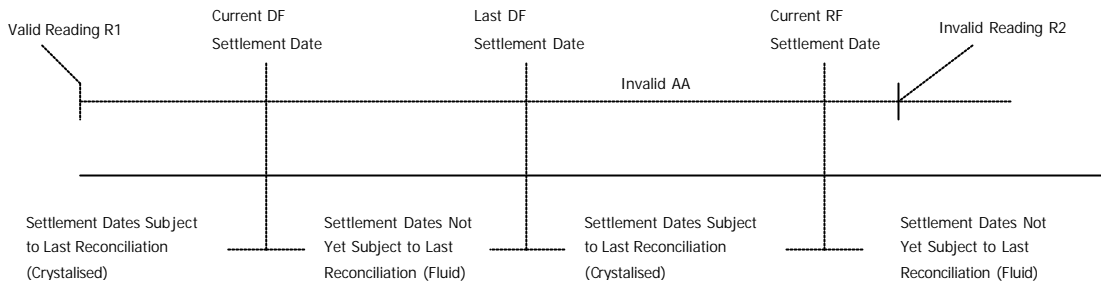 Valid Reading R1
Current DF
Settlement Date
Last DF
Settlement Date
Current RF
Settlement Date
Invalid Reading R2
Invalid AA
Settlement Dates Subject
to Last Reconciliation
(Crystalised)
Settlement Dates Not
Yet Subject to Last
Reconciliation (Fluid)
Settlement Dates Subject
to Last Reconciliation
(Crystalised)
Settlement Dates Not
Yet Subject to Last
Reconciliation (Fluid)